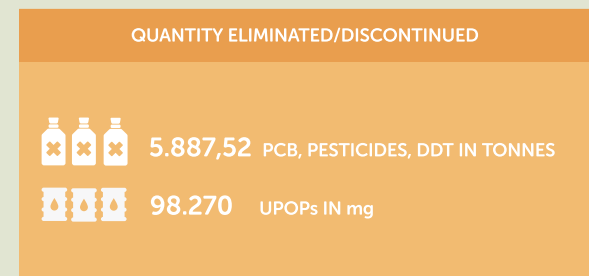 QUANTITY ELIMINATED/DISCONTINUED
5.887,52 PCB, PESTICIDES, DDT IN TONNES
98.270 UPOPs IN mg